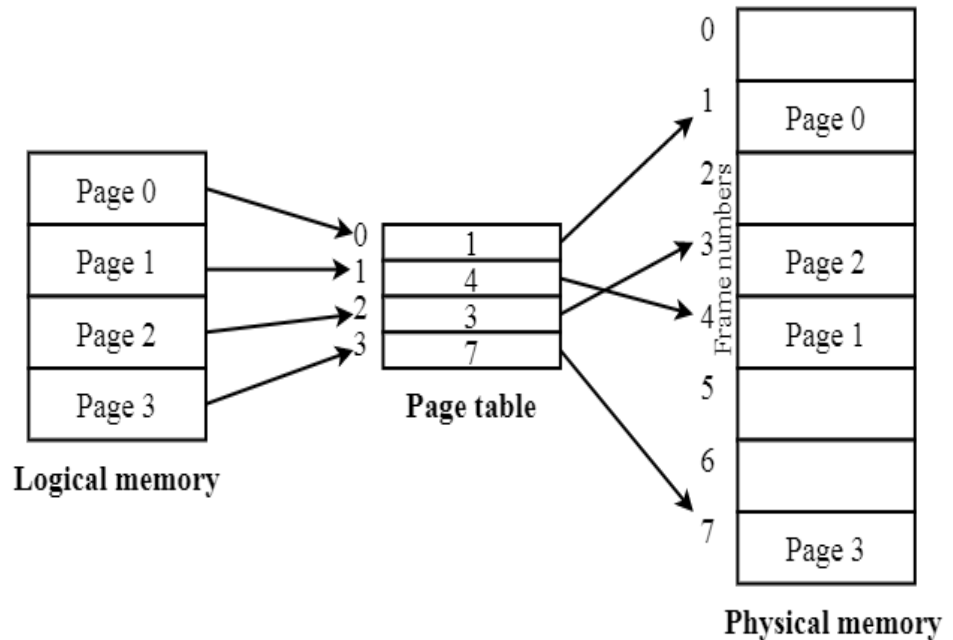 Page 0
Page 1
Page 2
Page 3
Logical memory
0
1
2
3
1
4
3
7
Page table
0
1
2
3
4
5
6
7
Frame numbers
Page 0
Page 2
Page 1
Page 3
Physical memory